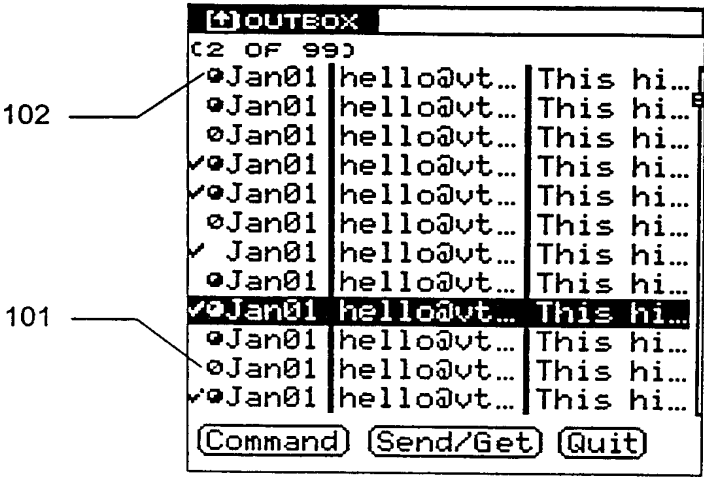 [↑] OUTBOX
(2 OF 99)
Jan01 hello@vt… This hi…
102
Jan01 hello@vt… This hi…
Jan01 hello@vt… This hi…
✓ Jan01 hello@vt… This hi…
✓ Jan01 hello@vt… This hi…
Jan01 hello@vt… This hi…
✓ Jan01 hello@vt… This hi…
Jan01 hello@vt… This hi…
✓ Jan01 hello@vt… This hi…
101
Jan01 hello@vt… This hi…
Jan01 hello@vt… This hi…
✓ Jan01 hello@vt… This hi…
(Command) (Send/Get) (Quit)